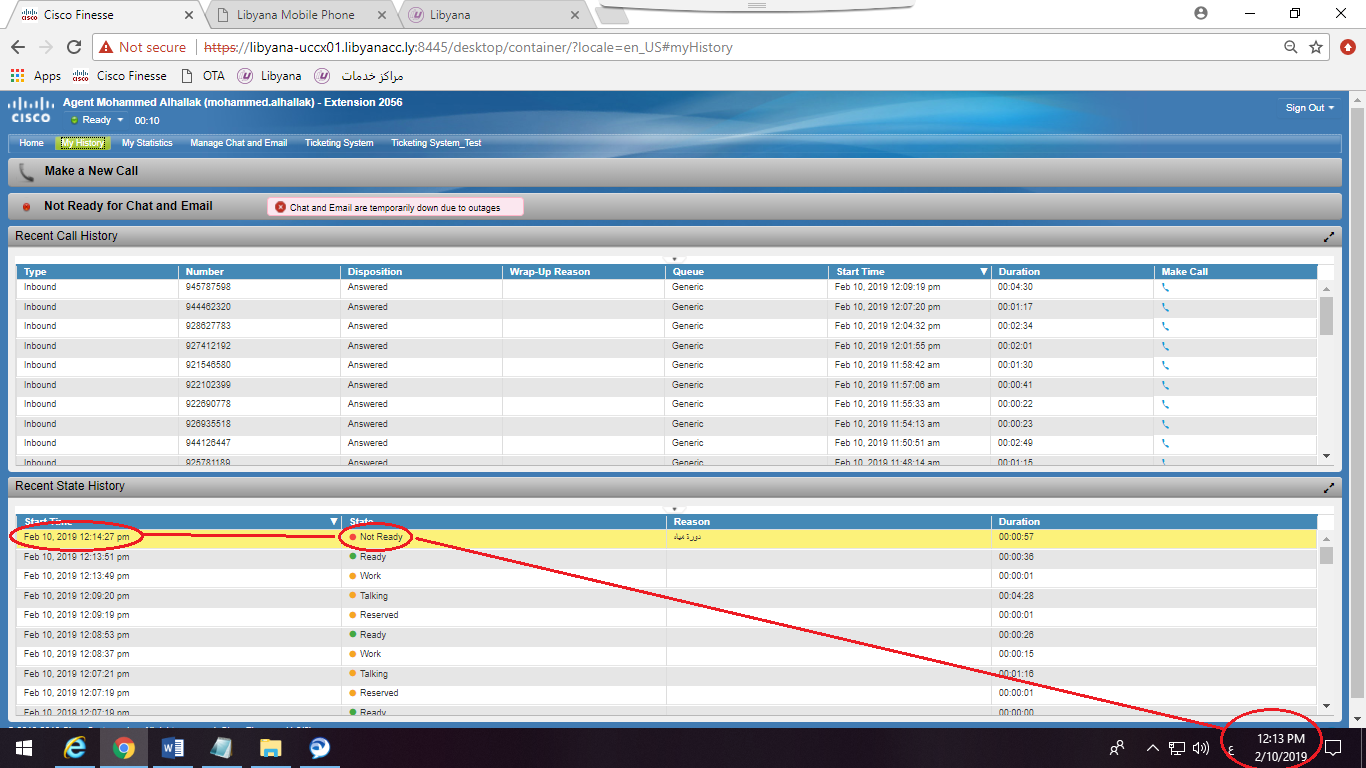 Cisco Finesse
Libyana Mobile Phone
Libyana
Not secure
https://libyana-uccx01.libyanacc.ly:8445/desktop/container/?locale=en_US#myHistory
Apps
Cisco Finesse
OTA
Libyana
مراكز خدمات
CISCO
Agent Mohammed Alhallak (mohammed.alhallak) - Extension 2056
Ready 00:10
Sign Out
Home My History My Statistics Manage Chat and Email Ticketing System Ticketing System_Test
Make a New Call
Not Ready for Chat and Email
Chat and Email are temporarily down due to outages
Recent Call History
Type Number Disposition Wrap-Up Reason Queue Start Time Duration Make Call
Inbound 945787598 Answered Generic Feb 10, 2019 12:09:19 pm 00:04:30
Inbound 944462320 Answered Generic Feb 10, 2019 12:07:20 pm 00:01:17
Inbound 928627783 Answered Generic Feb 10, 2019 12:04:32 pm 00:02:34
Inbound 927412192 Answered Generic Feb 10, 2019 12:01:55 pm 00:02:01
Inbound 921546580 Answered Generic Feb 10, 2019 11:58:42 am 00:01:30
Inbound 922102399 Answered Generic Feb 10, 2019 11:57:06 am 00:00:41
Inbound 922690778 Answered Generic Feb 10, 2019 11:55:33 am 00:00:22
Inbound 926935518 Answered Generic Feb 10, 2019 11:54:13 am 00:00:23
Inbound 944126447 Answered Generic Feb 10, 2019 11:50:51 am 00:02:49
Inbound 925781189 Answered Generic Feb 10, 2019 11:48:14 am 00:01:15
Recent State History
Start Time State Reason Duration
Feb 10, 2019 12:14:27 pm Not Ready دورة مياه 00:00:57
Feb 10, 2019 12:13:51 pm Ready 00:00:36
Feb 10, 2019 12:13:49 pm Work 00:00:01
Feb 10, 2019 12:09:20 pm Talking 00:04:28
Feb 10, 2019 12:09:19 pm Reserved 00:00:01
Feb 10, 2019 12:08:53 pm Ready 00:00:26
Feb 10, 2019 12:08:37 pm Work 00:00:15
Feb 10, 2019 12:07:21 pm Talking 00:01:16
Feb 10, 2019 12:07:19 pm Reserved 00:00:01
Feb 10, 2019 12:07:19 pm Ready 00:00:00
ع
12:13 PM
2/10/2019